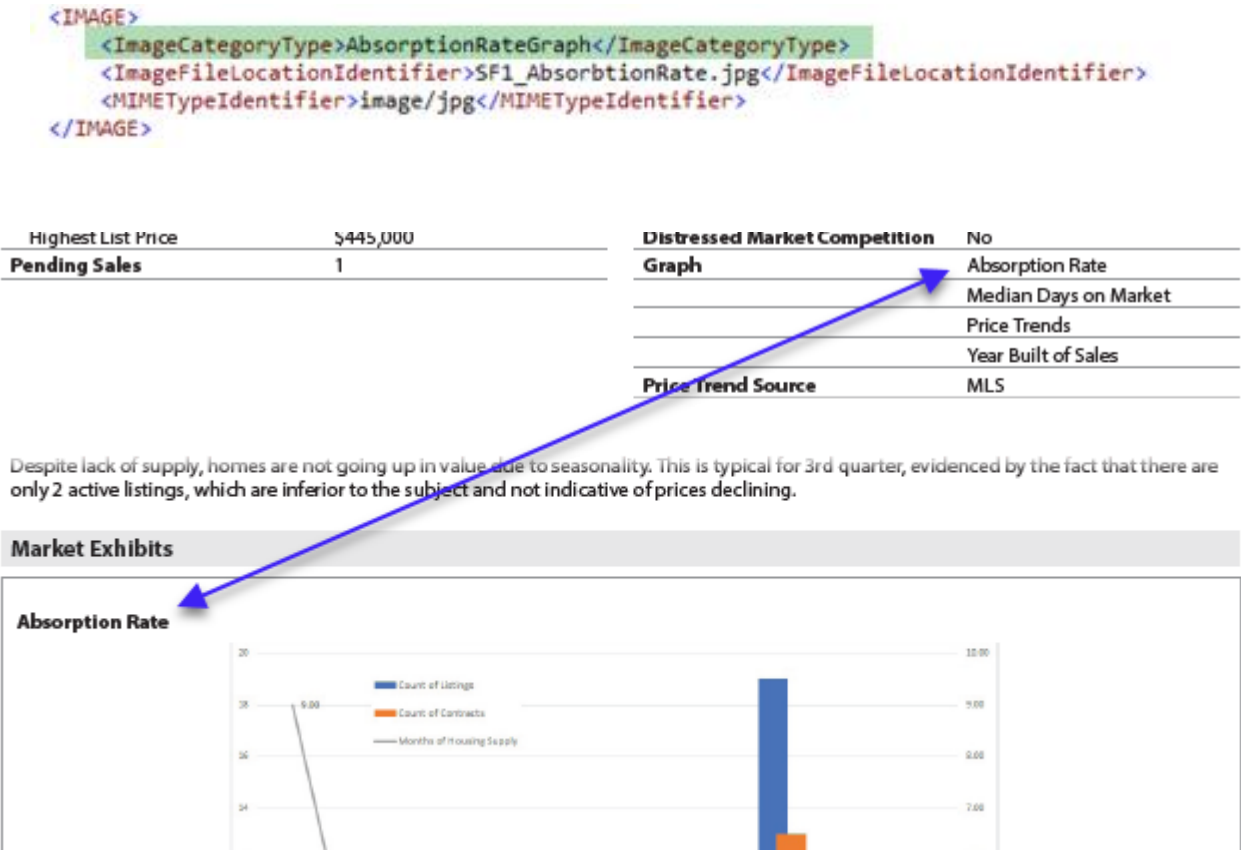 <IMAGE>
<ImageCategoryType>AbsorptionRateGraph</ImageCategoryType>
<ImageFileLocationIdentifier>SF1_AbsorbtionRate.jpg</ImageFileLocationIdentifier>
<MIMETypeIdentifier>image/jpg</MIMETypeIdentifier>
</IMAGE>
Highest List Price $445,000
Pending Sales 1
Distressed Market Competition No
Graph Absorption Rate
Median Days on Market
Price Trends
Year Built of Sales
Price Trend Source MLS
Despite lack of supply, homes are not going up in value due to seasonality. This is typical for 3rd quarter, evidenced by the fact that there are
only 2 active listings, which are inferior to the subject and not indicative of prices declining.
Market Exhibits
Absorption Rate
20 10.00
Count of Listings
18 9.00 9.00
Count of Contracts
Months of Housing Supply
16 8.00
14 7.00